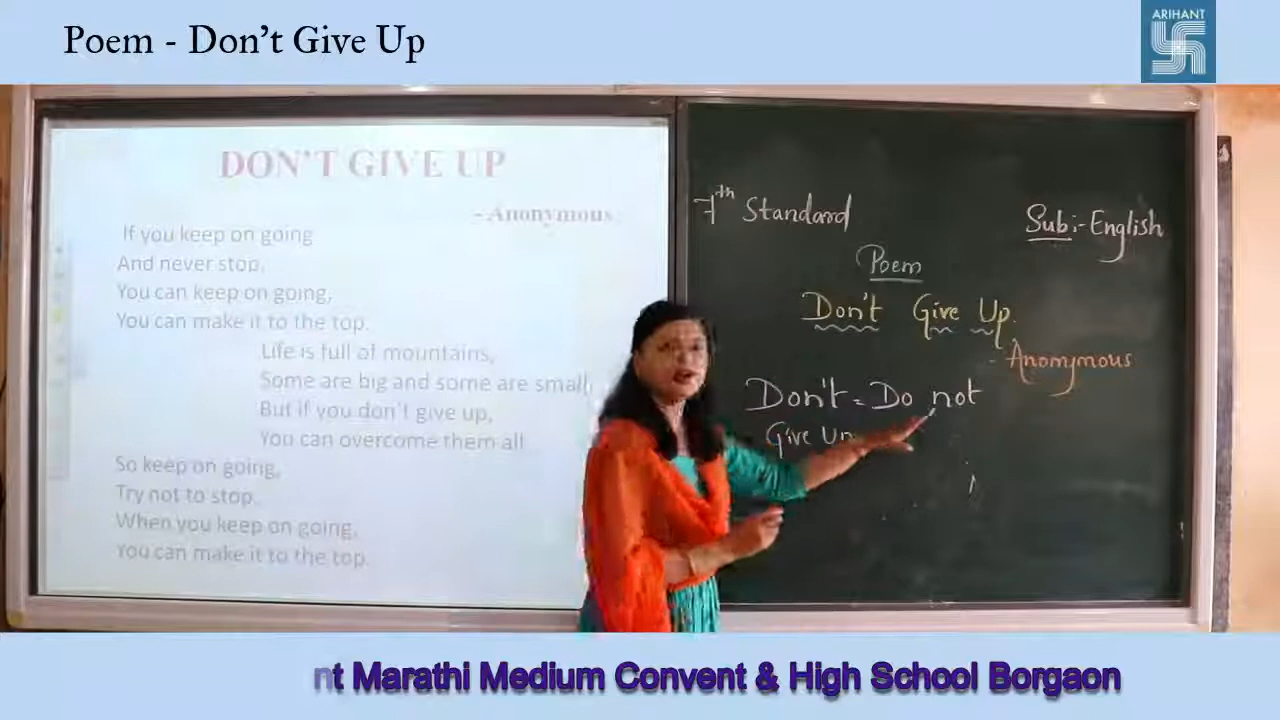 Poem - Don't Give Up
ARIHANT
DON'T GIVE UP
- Anonymous
If you keep on going
And never stop,
You can keep on going,
You can make it to the top.
Life is full of mountains,
Some are big and some are small,
But if you don't give up,
You can overcome them all
So keep on going,
Try not to stop,
When you keep on going,
You can make it to the top.
7th Standard
Sub:- English
Poem
Don't Give Up.
- Anonymous
Don't = Do not
Give Up
nt Marathi Medium Convent & High School Borgaon